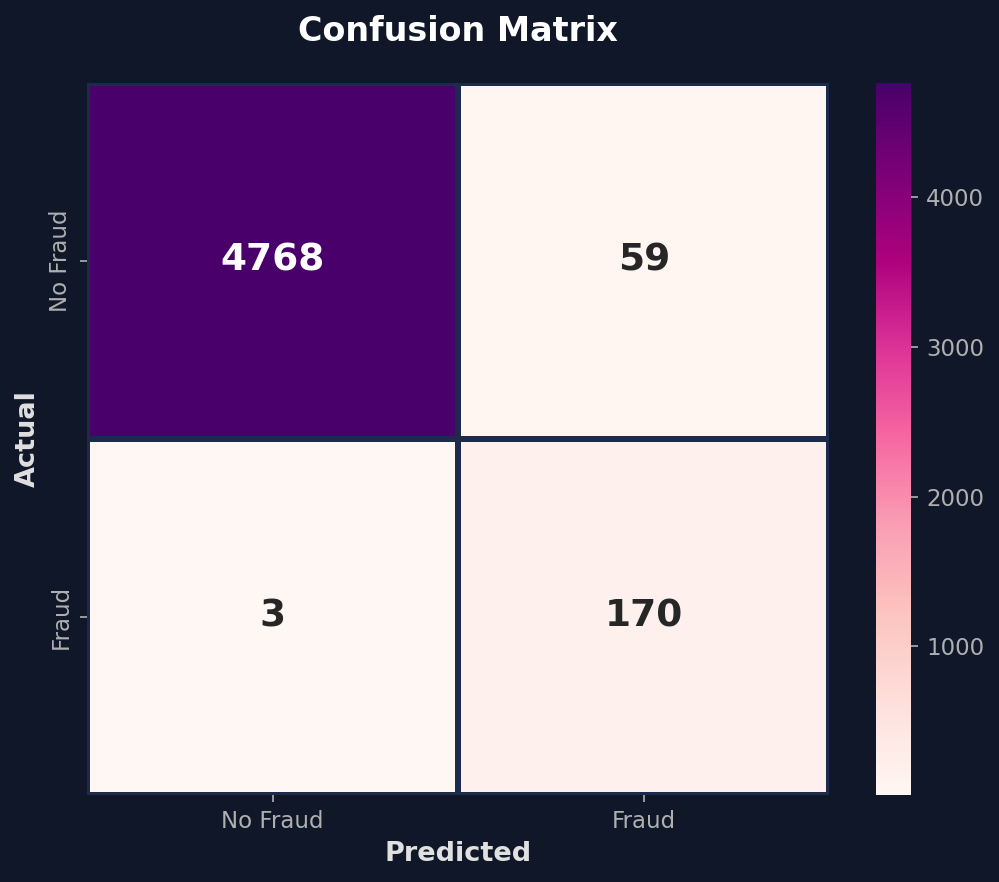 Confusion Matrix
Actual
No Fraud
Fraud
4768
59
3
170
No Fraud
Fraud
Predicted
4000
3000
2000
1000